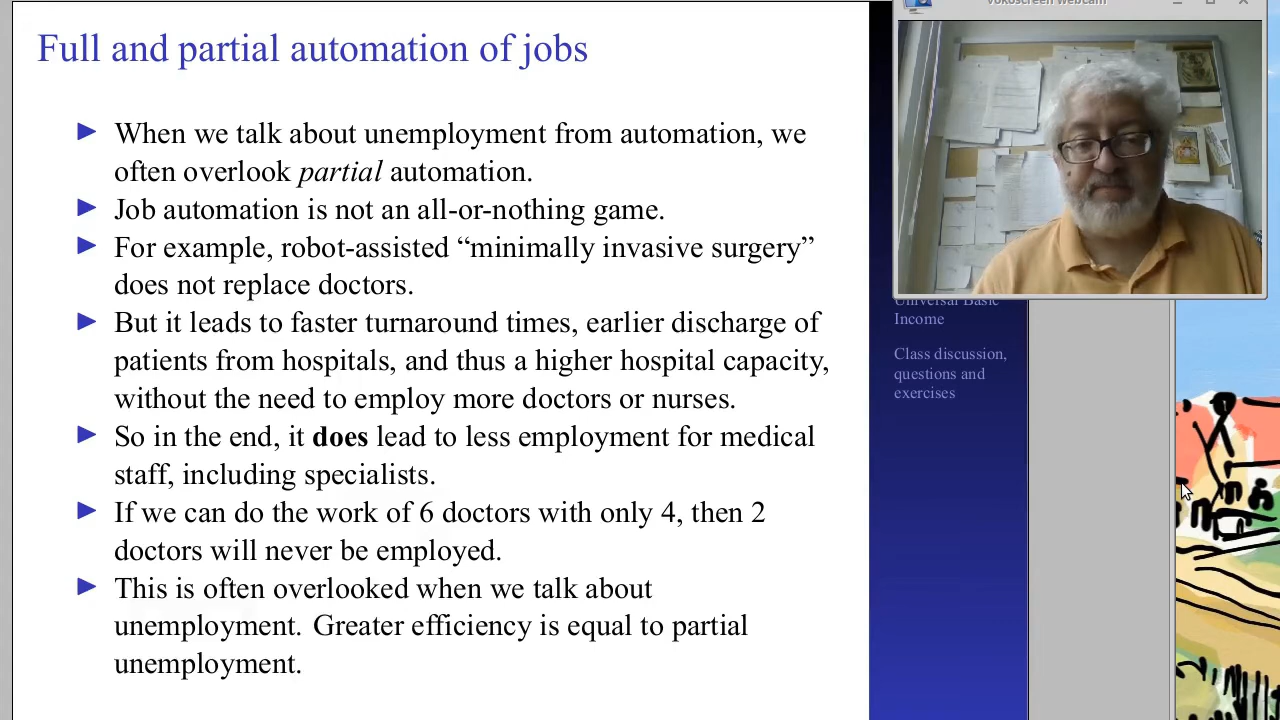 vokoscreen webcam
Full and partial automation of jobs
▶ When we talk about unemployment from automation, we
often overlook partial automation.
▶ Job automation is not an all-or-nothing game.
▶ For example, robot-assisted “minimally invasive surgery”
does not replace doctors.
▶ But it leads to faster turnaround times, earlier discharge of
patients from hospitals, and thus a higher hospital capacity,
without the need to employ more doctors or nurses.
▶ So in the end, it does lead to less employment for medical
staff, including specialists.
▶ If we can do the work of 6 doctors with only 4, then 2
doctors will never be employed.
▶ This is often overlooked when we talk about
unemployment. Greater efficiency is equal to partial
unemployment.
Universal Basic
Income
Class discussion,
questions and
exercises